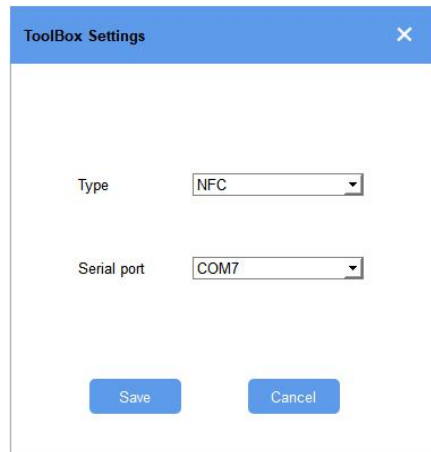 ToolBox Settings
Type NFC
Serial port COM7
Save Cancel